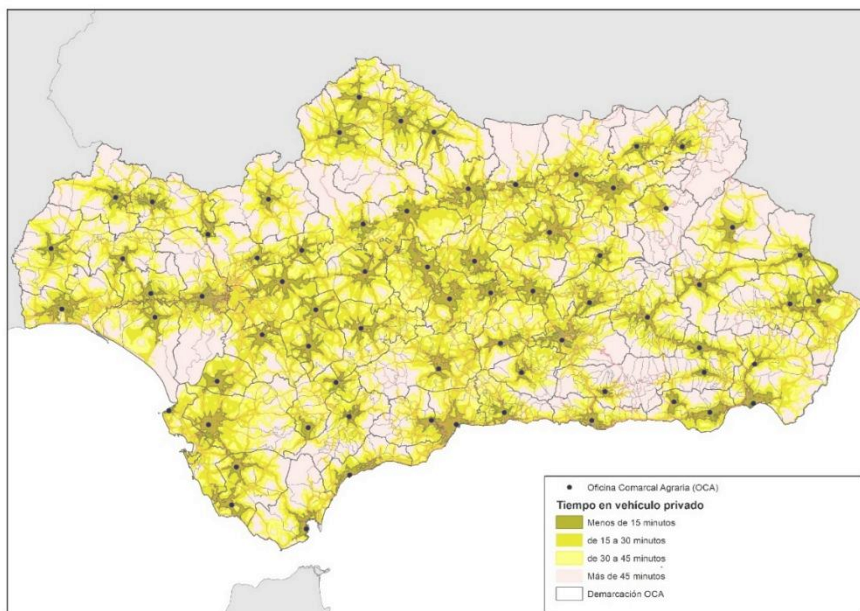 Oficina Comarcal Agraria (OCA)
Tiempo en vehículo privado
Menos de 15 minutos
de 15 a 30 minutos
de 30 a 45 minutos
Más de 45 minutos
Demarcación OCA